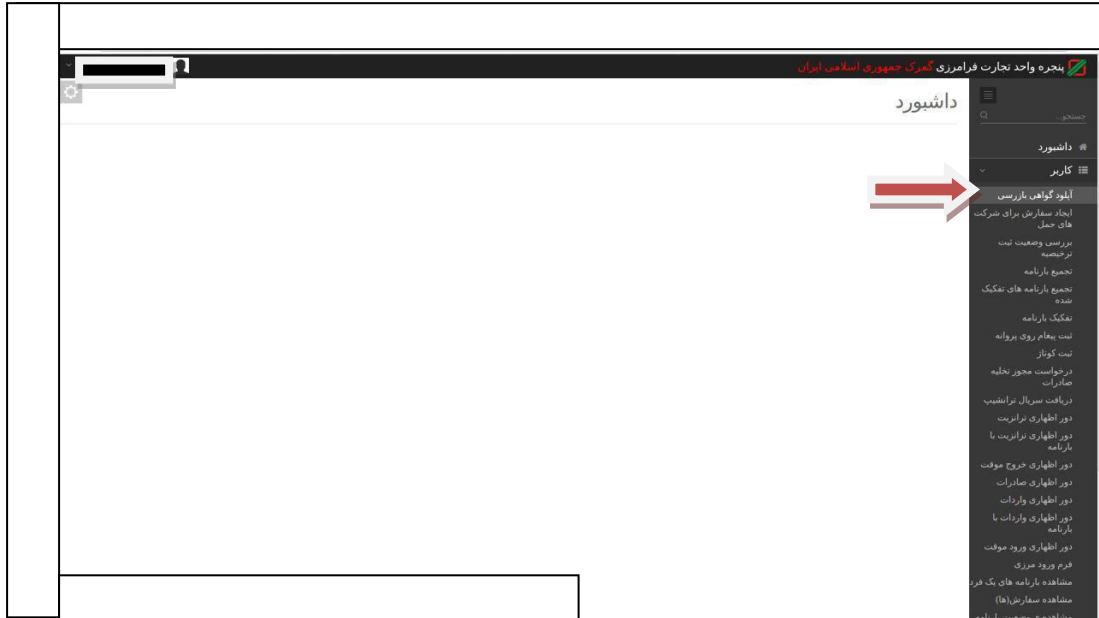 پنجره واحد تجارت فرامرزی گمرک جمهوری اسلامی ایران
داشبورد
جستجو...
داشبورد
کاربر
آپلود گواهی بازرسی
ایجاد سفارش برای شرکت
های حمل
بررسی وضعیت ثبت
ترخیصیه
تجمیع بارنامه
تجمیع بارنامه های تفکیک
شده
تفکیک بارنامه
ثبت پیغام روی پروانه
ثبت کوتاژ
درخواست مجوز تخلیه
صادرات
دریافت سریال ترانشیپ
دور اظهاری ترانزیت
دور اظهاری ترانزیت با
بارنامه
دور اظهاری خروج موقت
دور اظهاری صادرات
دور اظهاری واردات
دور اظهاری واردات با
بارنامه
دور اظهاری ورود موقت
فرم ورود مرزی
مشاهده بارنامه های یک فرد
مشاهده سفارش(ها)